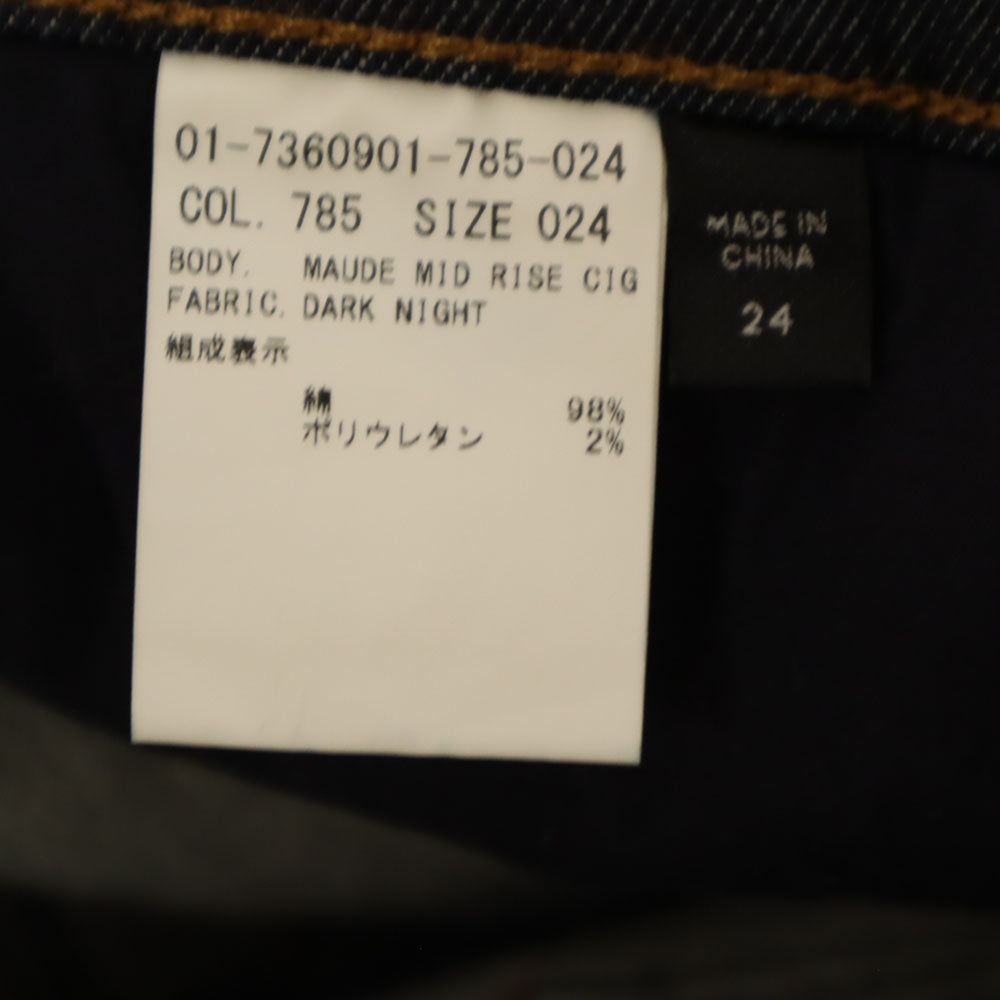 01-7360901-785-024
COL. 785 SIZE 024
BODY. MAUDE MID RISE CIG
FABRIC. DARK NIGHT
組成表示
綿 98%
ポリウレタン 2%
MADE IN
CHINA
24